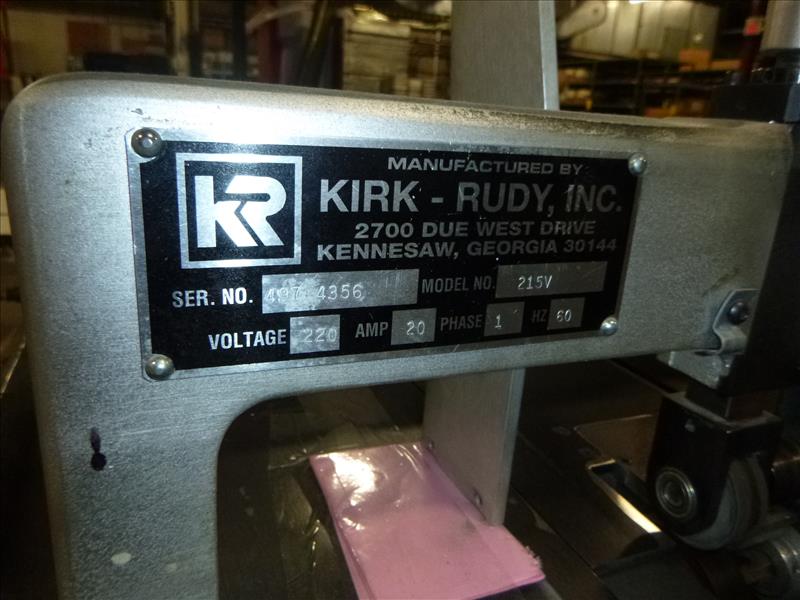 KR
MANUFACTURED BY
KIRK - RUDY, INC.
2700 DUE WEST DRIVE
KENNESAW, GEORGIA 30144
SER. NO. 497 4356 MODEL NO. 215V
VOLTAGE 220 AMP 20 PHASE 1 HZ 60